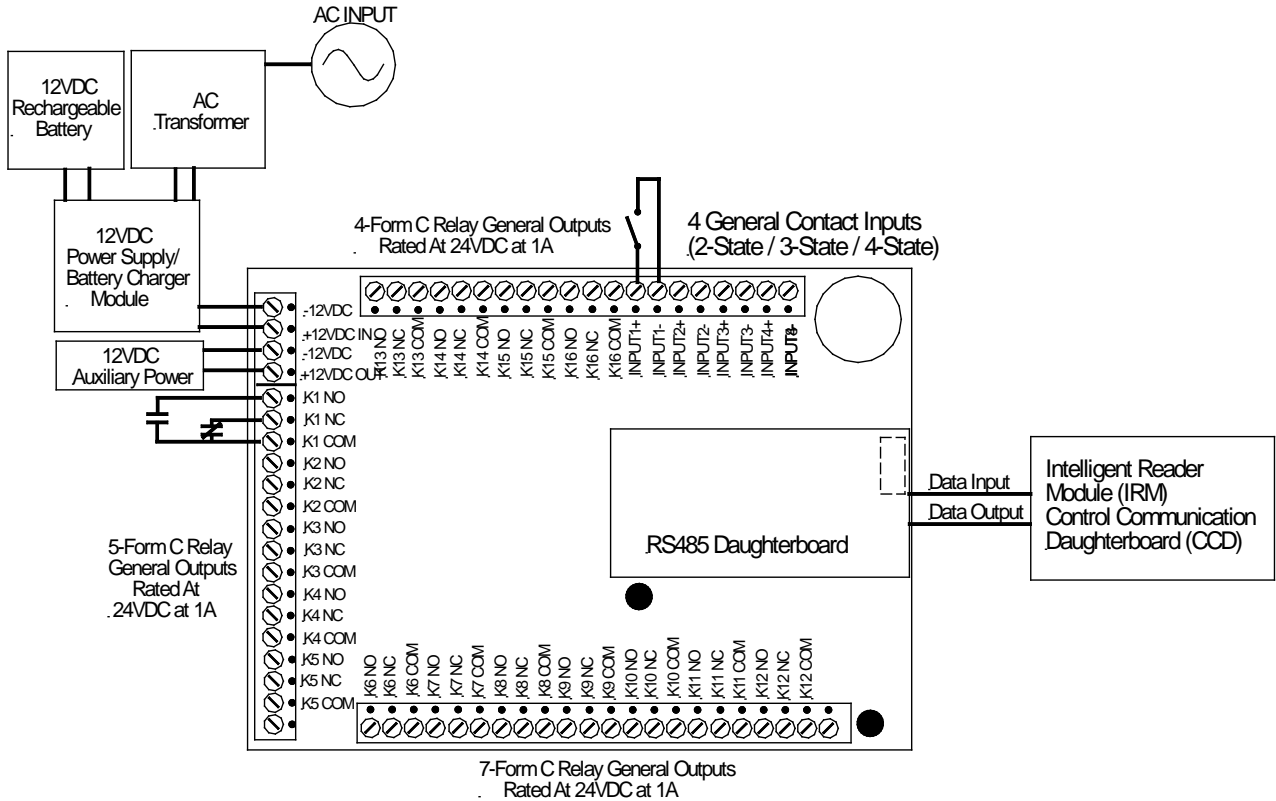 AC INPUT
12VDC
Rechargeable
Battery
AC
Transformer
12VDC
Power Supply/
Battery Charger
Module
4-Form C Relay General Outputs
Rated At 24VDC at 1A
4 General Contact Inputs
(2-State / 3-State / 4-State)
K13 NO
K13 NC
K13 COM
K14 NO
K14 NC
K14 COM
K15 NO
K15 NC
K15 COM
K16 NO
K16 NC
K16 COM
INPUT1+
INPUT1-
INPUT2+
INPUT2-
INPUT3+
INPUT3-
INPUT4+
-12VDC
+12VDC IN
-12VDC
+12VDC OUT
12VDC
Auxiliary Power
K1 NO
K1 NC
K1 COM
K2 NO
K2 NC
K2 COM
K3 NO
K3 NC
K3 COM
K4 NO
K4 NC
K4 COM
K5 NO
K5 NC
K5 COM
5-Form C Relay
General Outputs
Rated At
24VDC at 1A
RS485 Daughterboard
Data Input
Data Output
Intelligent Reader
Module (IRM)
Control Communication
Daughterboard (CCD)
K6 NO
K6 NC
K6 COM
K7 NO
K7 NC
K7 COM
K8 NO
K8 NC
K8 COM
K9 NO
K9 NC
K9 COM
K10 NO
K10 NC
K10 COM
K11 NO
K11 NC
K11 COM
K12 NO
K12 NC
K12 COM
7-Form C Relay General Outputs
Rated At 24VDC at 1A